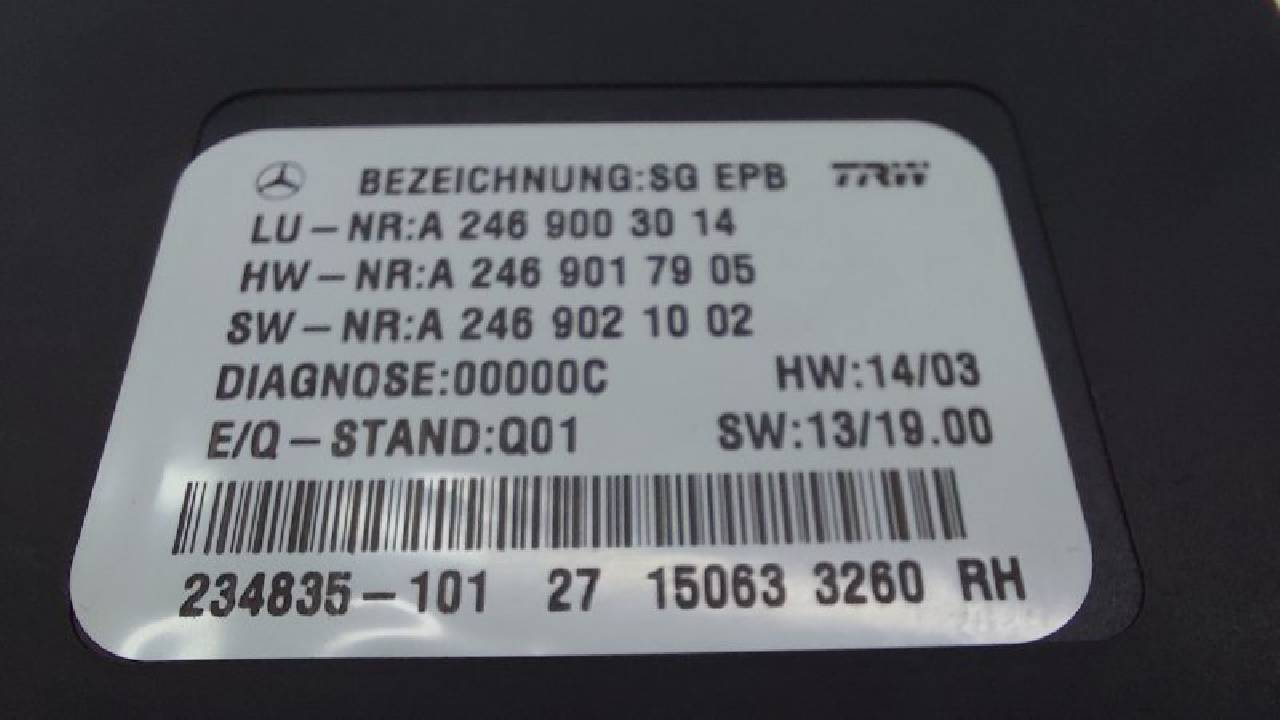 BEZEICHNUNG:SG EPB TRW
LU-NR:A 246 900 30 14
HW-NR:A 246 901 79 05
SW-NR:A 246 902 10 02
DIAGNOSE:00000C HW:14/03
E/Q-STAND:Q01 SW:13/19.00
234835-101 27 15063 3260 RH